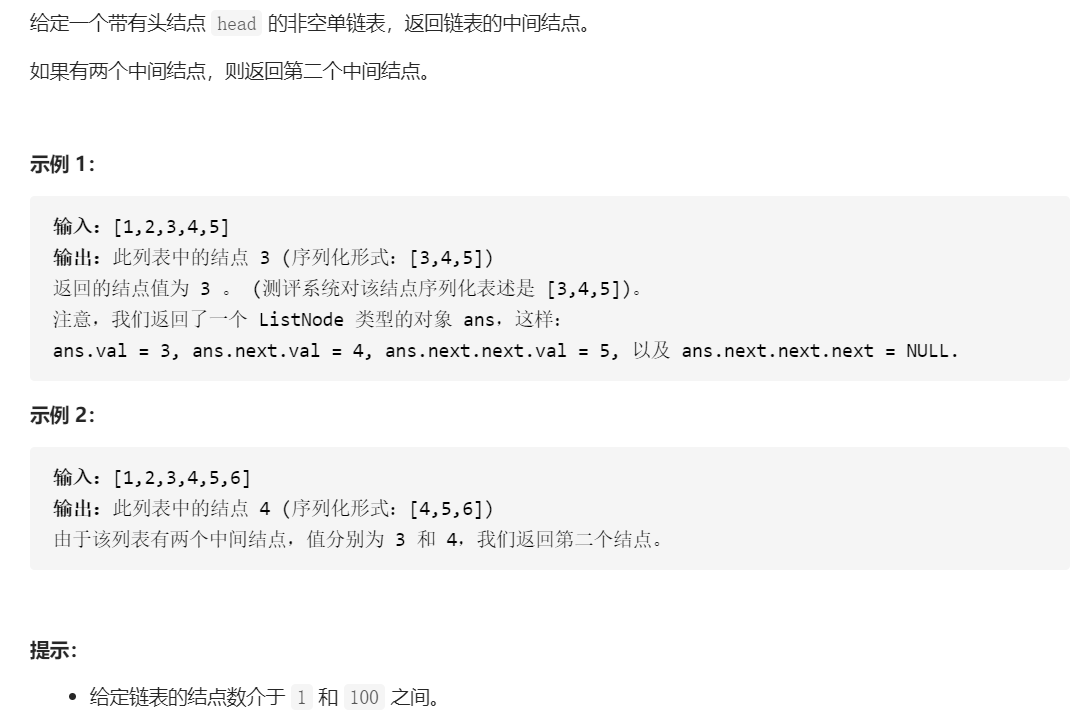 给定一个带有头结点 head 的非空单链表，返回链表的中间结点。
如果有两个中间结点，则返回第二个中间结点。
示例 1：
输入：[1,2,3,4,5]
输出：此列表中的结点 3 (序列化形式：[3,4,5])
返回的结点值为 3 。 (测评系统对该结点序列化表述是 [3,4,5])。
注意，我们返回了一个 ListNode 类型的对象 ans，这样：
ans.val = 3, ans.next.val = 4, ans.next.next.val = 5, 以及 ans.next.next.next = NULL.
示例 2：
输入：[1,2,3,4,5,6]
输出：此列表中的结点 4 (序列化形式：[4,5,6])
由于该列表有两个中间结点，值分别为 3 和 4，我们返回第二个结点。
提示：
• 给定链表的结点数介于 1 和 100 之间。